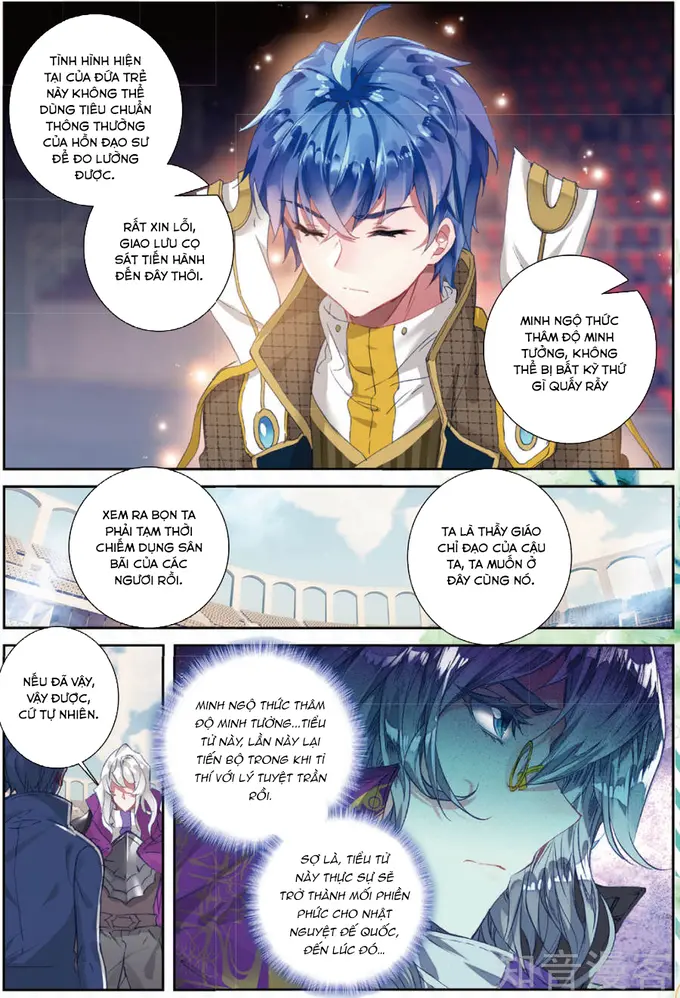 TÌNH HÌNH HIỆN
TẠI CỦA ĐỨA TRẺ
NÀY KHÔNG THỂ
DÙNG TIÊU CHUẨN
THÔNG THƯỜNG
CỦA HỒN ĐẠO SƯ
ĐỂ ĐO LƯỜNG
ĐƯỢC.
RẤT XIN LỖI,
GIAO LƯU CỌ
SÁT TIẾN HÀNH
ĐẾN ĐÂY THÔI.
MINH NGỘ THỨC
THÂM ĐỘ MINH
TƯỞNG, KHÔNG
THỂ BỊ BẤT KỲ THỨ
GÌ QUẤY RẦY
XEM RA BỌN TA
PHẢI TẠM THỜI
CHIẾM DỤNG SÂN
BÃI CỦA CÁC
NGƯƠI RỒI.
TA LÀ THẦY GIÁO
CHỈ ĐẠO CỦA CẬU
TA, TA MUỐN Ở
ĐÂY CÙNG NÓ.
NẾU ĐÃ VẬY,
VẬY ĐƯỢC,
CỨ TỰ NHIÊN.
MINH NGỘ THỨC THÂM
ĐỘ MINH TƯỞNG...TIỂU
TỬ NÀY, LẦN NÀY LẠI
TIẾN BỘ TRONG KHI TỈ
THÍ VỚI LÝ TUYỆT TRẦN
RỒI.
SỢ LÀ, TIỂU TỬ
NÀY THỰC SỰ SẼ
TRỞ THÀNH MỐI PHIỀN
PHỨC CHO NHẬT
NGUYỆT ĐẾ QUỐC,
ĐẾN LÚC ĐÓ...
知音漫客